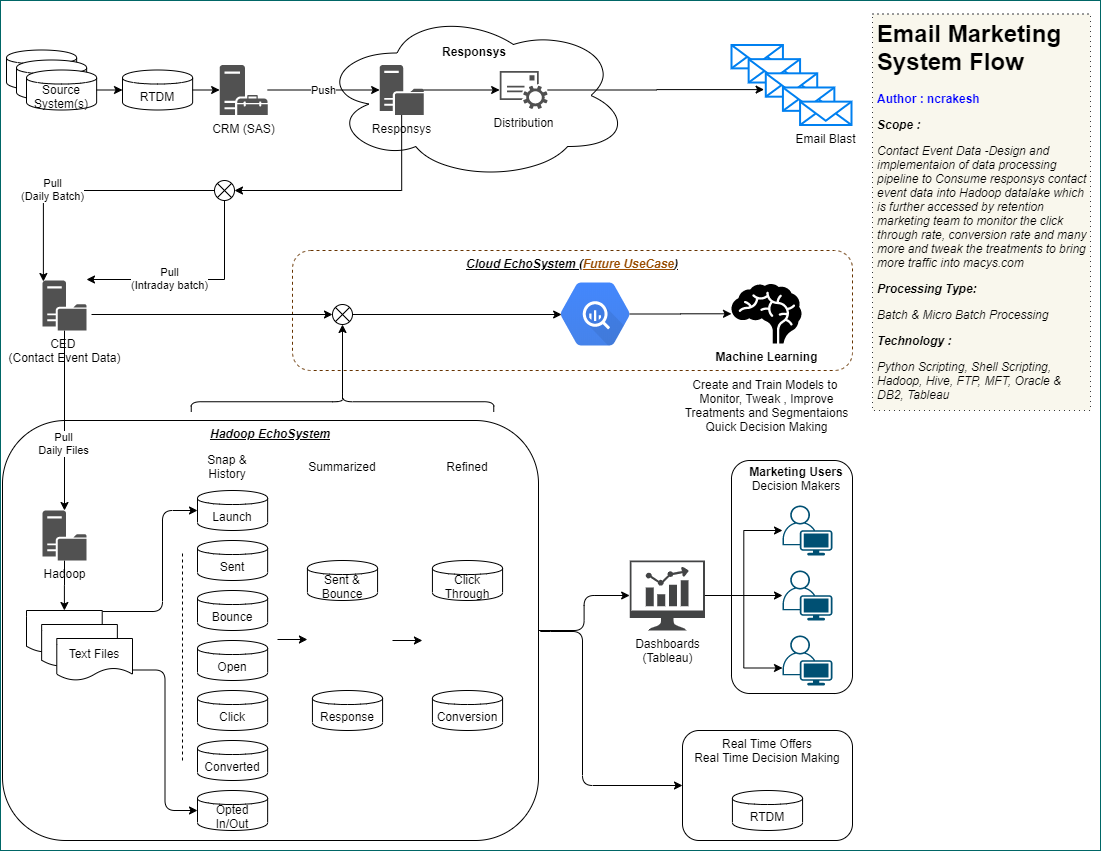 Responsys
Source
System(s)
RTDM
CRM (SAS)
Push
Responsys
Distribution
Email Blast
Email Marketing
System Flow
Author : ncrakesh
Scope :
Contact Event Data -Design and
implementaion of data processing
pipeline to Consume responsys contact
event data into Hadoop datalake which
is further accessed by retention
marketing team to monitor the click
through rate, conversion rate and many
more and tweak the treatments to bring
more traffic into macys.com
Processing Type:
Batch & Micro Batch Processing
Technology :
Python Scripting, Shell Scripting,
Hadoop, Hive, FTP, MFT, Oracle &
DB2, Tableau
Pull
(Daily Batch)
Pull
(Intraday batch)
CED
(Contact Event Data)
Cloud EchoSystem (Future UseCase)
Machine Learning
Create and Train Models to
Monitor, Tweak , Improve
Treatments and Segmentaions
Quick Decision Making
Pull
Daily Files
Hadoop
Text Files
Hadoop EchoSystem
Snap &
History
Summarized
Refined
Launch
Sent
Bounce
Open
Click
Converted
Opted
In/Out
Sent &
Bounce
Response
Click
Through
Conversion
Dashboards
(Tableau)
Marketing Users
Decision Makers
Real Time Offers
Real Time Decision Making
RTDM